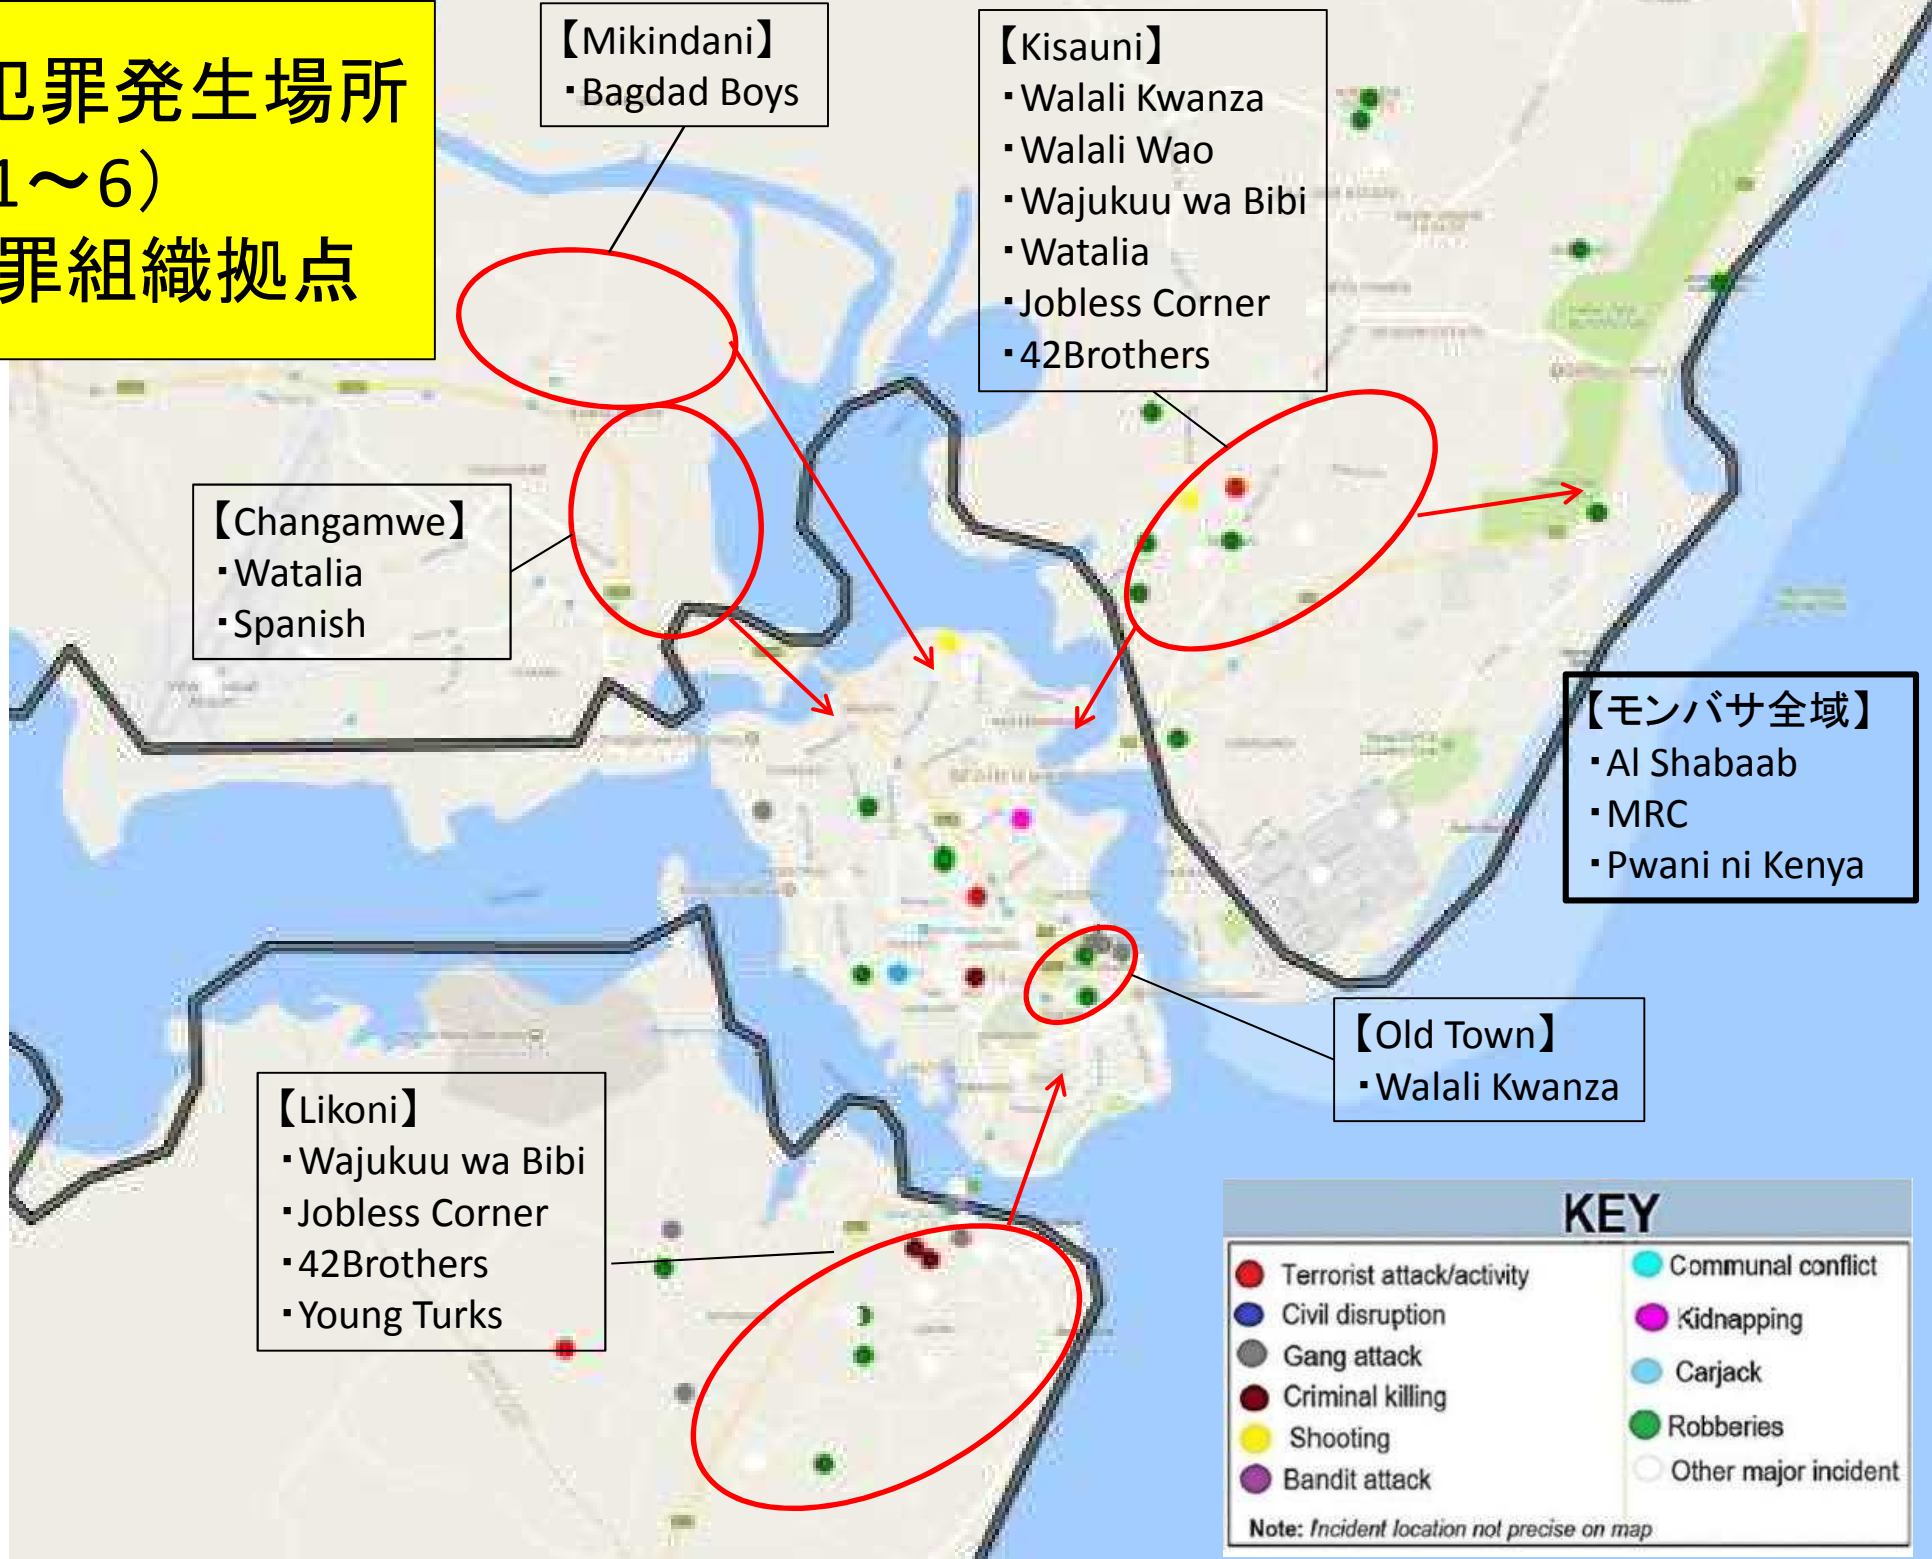 犯罪発生場所
1～6）
罪組織拠点
【Mikindani】
・Bagdad Boys
【Kisauni】
・Walali Kwanza
・Walali Wao
・Wajukuu wa Bibi
・Watalia
・Jobless Corner
・42Brothers
【Changamwe】
・Watalia
・Spanish
【モンバサ全域】
・Al Shabaab
・MRC
・Pwani ni Kenya
【Old Town】
・Walali Kwanza
【Likoni】
・Wajukuu wa Bibi
・Jobless Corner
・42Brothers
・Young Turks
KEY
Terrorist attack/activity
Civil disruption
Gang attack
Criminal killing
Shooting
Bandit attack
Communal conflict
Kidnapping
Carjack
Robberies
Other major incident
Note: Incident location not precise on map